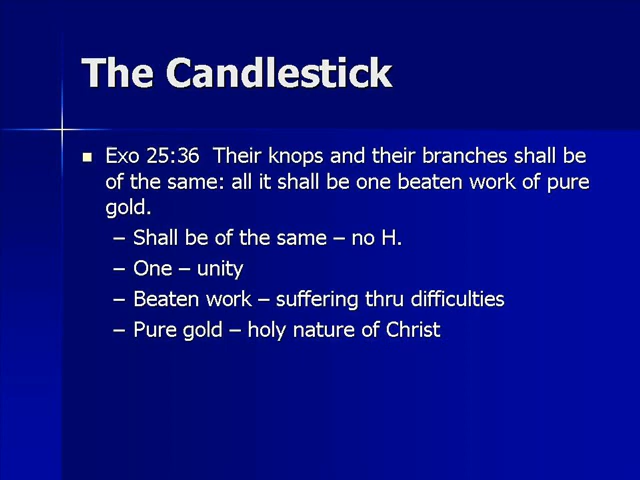 The Candlestick
Exo 25:36  Their knops and their branches shall be
of the same: all it shall be one beaten work of pure
gold.
– Shall be of the same – no H.
– One – unity
– Beaten work – suffering thru difficulties
– Pure gold – holy nature of Christ